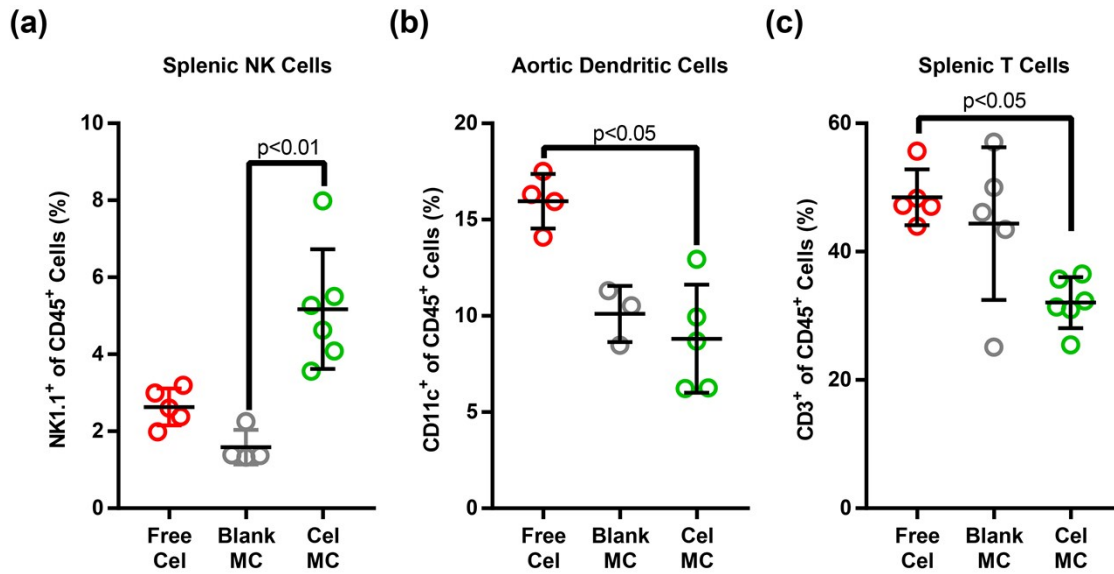 (a)
Splenic NK Cells
NK1.1⁺ of CD45⁺ Cells (%)
10
8
6
4
2
0
p<0.01
Free Cel
Blank MC
Cel MC
(b)
Aortic Dendritic Cells
CD11c⁺ of CD45⁺ Cells (%)
20
15
10
5
0
p<0.05
Free Cel
Blank MC
Cel MC
(c)
Splenic T Cells
CD3⁺ of CD45⁺ Cells (%)
60
40
20
0
p<0.05
Free Cel
Blank MC
Cel MC